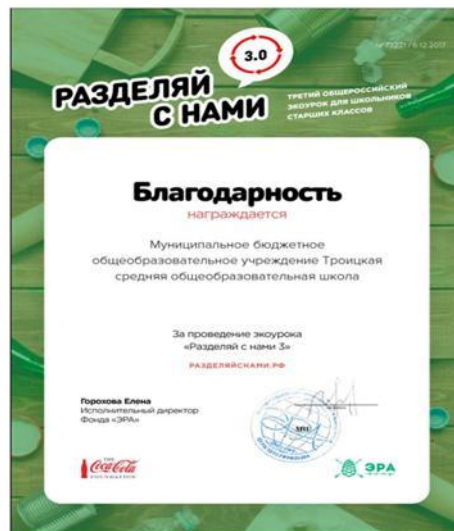 3.0
РАЗДЕЛЯЙ
С НАМИ
ТРЕТИЙ ОБЩЕРОССИЙСКИЙ
ЭКОУРОК ДЛЯ ШКОЛЬНИКОВ
СТАРШИХ КЛАССОВ
Благодарность
награждается
Муниципальное бюджетное
общеобразовательное учреждение Троицкая
средняя общеобразовательная школа
За проведение экоурока
«Разделяй с нами 3»
РАЗДЕЛЯЙСНАМИ.РФ
Горохова Елена
Исполнительный директор
Фонда «ЭРА»
THE
Coca-Cola
FOUNDATION
ЭРА